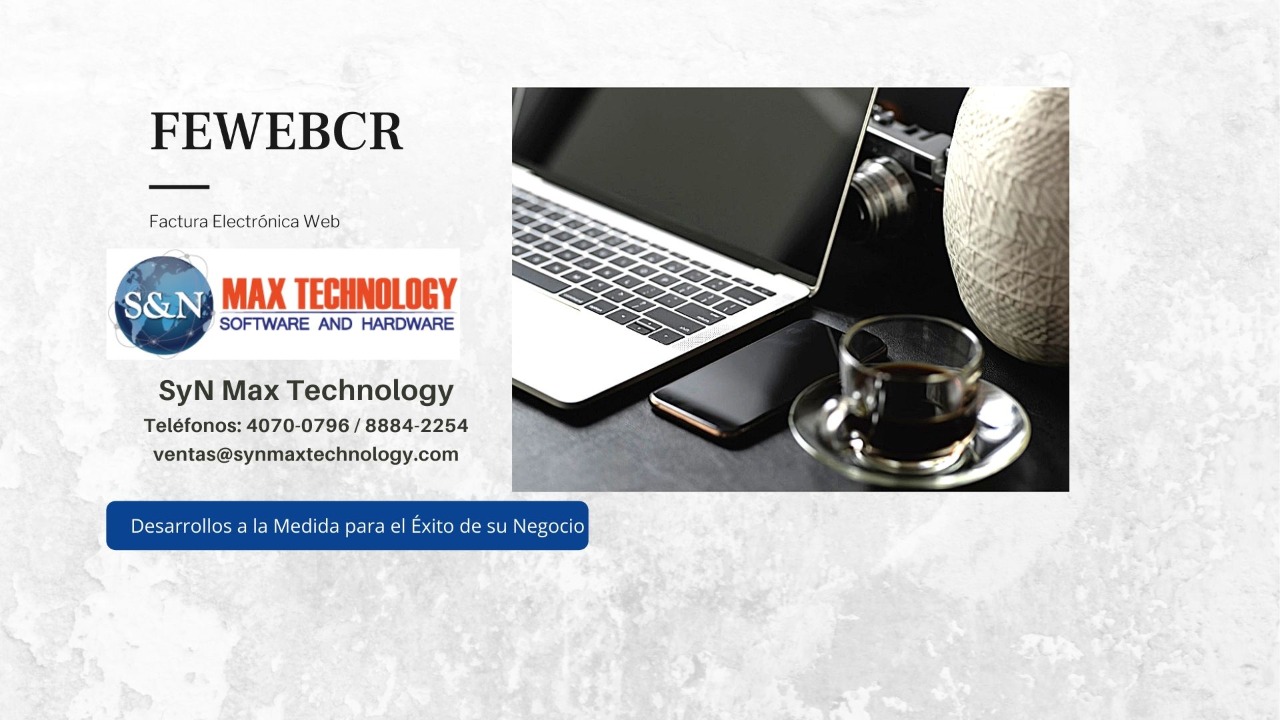 FEWEBCR
Factura Electrónica Web
S&N MAX TECHNOLOGY
SOFTWARE AND HARDWARE
SyN Max Technology
Teléfonos: 4070-0796 / 8884-2254
ventas@synmaxtechnology.com
Desarrollos a la Medida para el Éxito de su Negocio